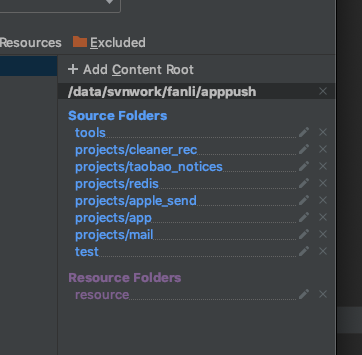 Resources Excluded
+ Add Content Root
/data/svnwork/fanli/apppush
Source Folders
tools
projects/cleaner_rec
projects/taobao_notices
projects/redis
projects/apple_send
projects/app
projects/mail
test
Resource Folders
resource